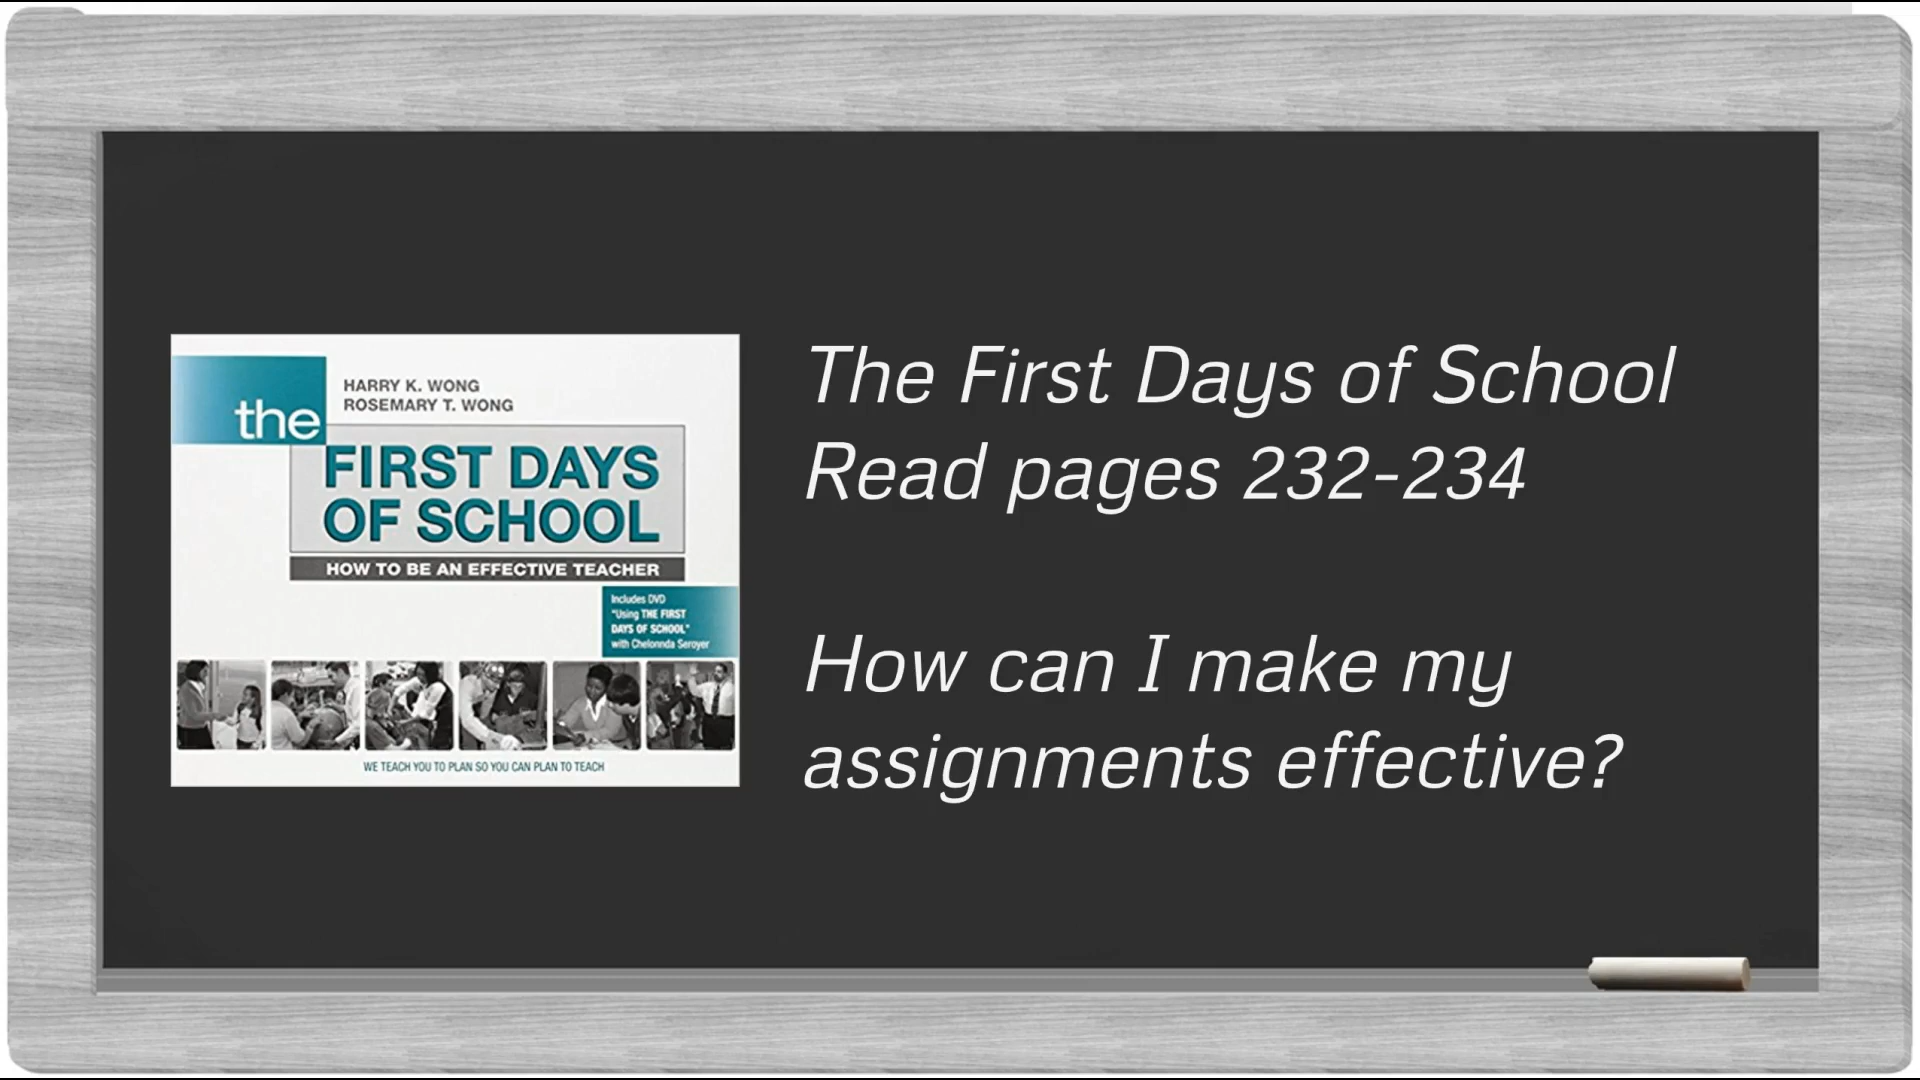 the
HARRY K. WONG
ROSEMARY T. WONG
FIRST DAYS
OF SCHOOL
HOW TO BE AN EFFECTIVE TEACHER
Includes DVD
"Using THE FIRST
DAYS OF SCHOOL"
with Chelonnda Seroyer
WE TEACH YOU TO PLAN SO YOU CAN PLAN TO TEACH
The First Days of School
Read pages 232-234
How can I make my
assignments effective?